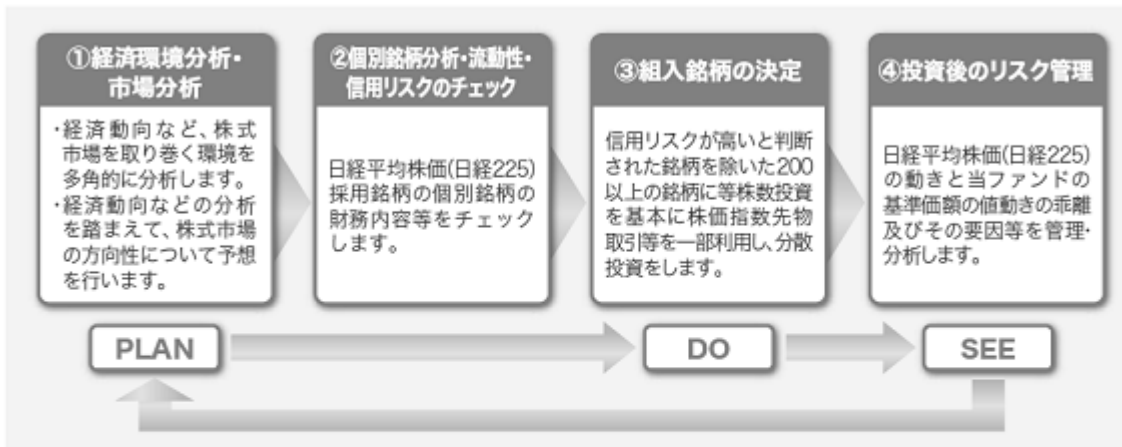 ①経済環境分析・
市場分析
・経済動向など、株式
市場を取り巻く環境を
多角的に分析します。
・経済動向などの分析
を踏まえて、株式市場
の方向性について予想
を行います。
②個別銘柄分析・流動性・
信用リスクのチェック
日経平均株価(日経225)
採用銘柄の個別銘柄の
財務内容等をチェック
します。
③組入銘柄の決定
信用リスクが高いと判断
された銘柄を除いた200
以上の銘柄に等株数投資
を基本に株価指数先物
取引等を一部利用し、分散
投資をします。
④投資後のリスク管理
日経平均株価(日経225)
の動きと当ファンドの
基準価額の値動きの乖離
及びその要因等を管理・
分析します。
PLAN
DO
SEE